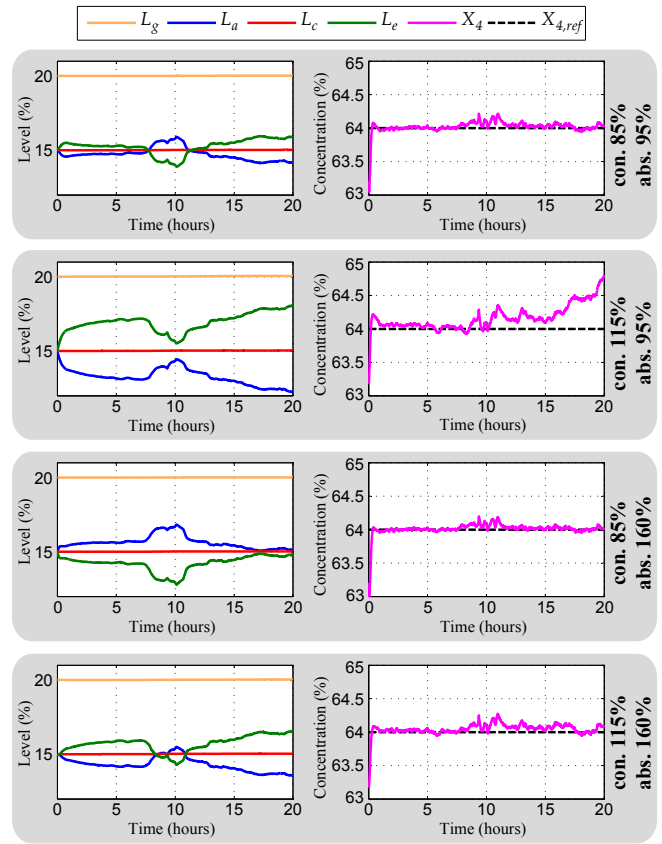 L_g L_a L_c L_e X_4 X_{4,ref}
20
15
Level (%)
0 5 10 15 20
Time (hours)
65
64.5
64
63.5
63
Concentration (%)
0 5 10 15 20
Time (hours)
con. 85%
abs. 95%
20
15
Level (%)
0 5 10 15 20
Time (hours)
65
64.5
64
63.5
63
Concentration (%)
0 5 10 15 20
Time (hours)
con. 115%
abs. 95%
20
15
Level (%)
0 5 10 15 20
Time (hours)
65
64.5
64
63.5
63
Concentration (%)
0 5 10 15 20
Time (hours)
con. 85%
abs. 160%
20
15
Level (%)
0 5 10 15 20
Time (hours)
65
64.5
64
63.5
63
Concentration (%)
0 5 10 15 20
Time (hours)
con. 115%
abs. 160%